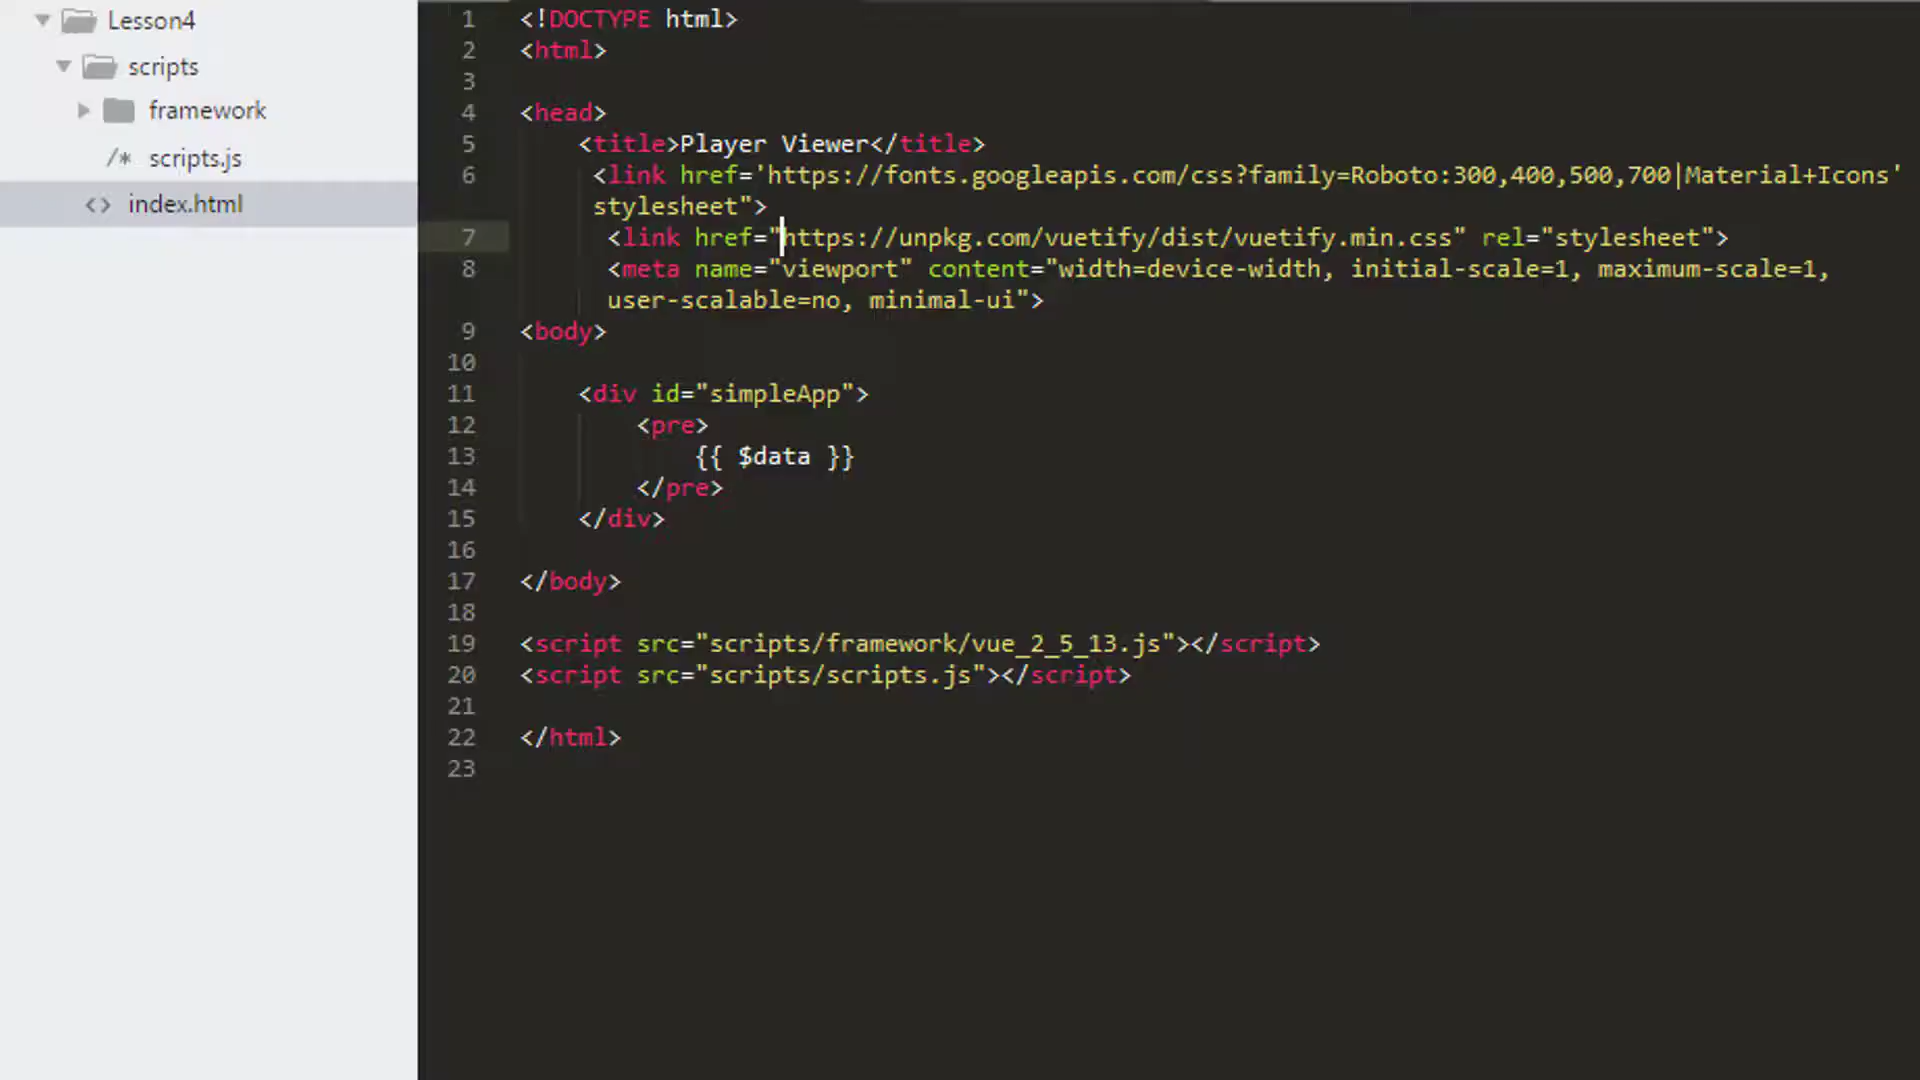 Lesson4
scripts
framework
/* scripts.js
<> index.html
1 <!DOCTYPE html>
2 <html>
3
4 <head>
5 <title>Player Viewer</title>
6 <link href='https://fonts.googleapis.com/css?family=Roboto:300,400,500,700|Material+Icons'
stylesheet">
7 <link href="https://unpkg.com/vuetify/dist/vuetify.min.css" rel="stylesheet">
8 <meta name="viewport" content="width=device-width, initial-scale=1, maximum-scale=1,
user-scalable=no, minimal-ui">
9 <body>
10
11 <div id="simpleApp">
12 <pre>
13 {{ $data }}
14 </pre>
15 </div>
16
17 </body>
18
19 <script src="scripts/framework/vue_2_5_13.js"></script>
20 <script src="scripts/scripts.js"></script>
21
22 </html>
23